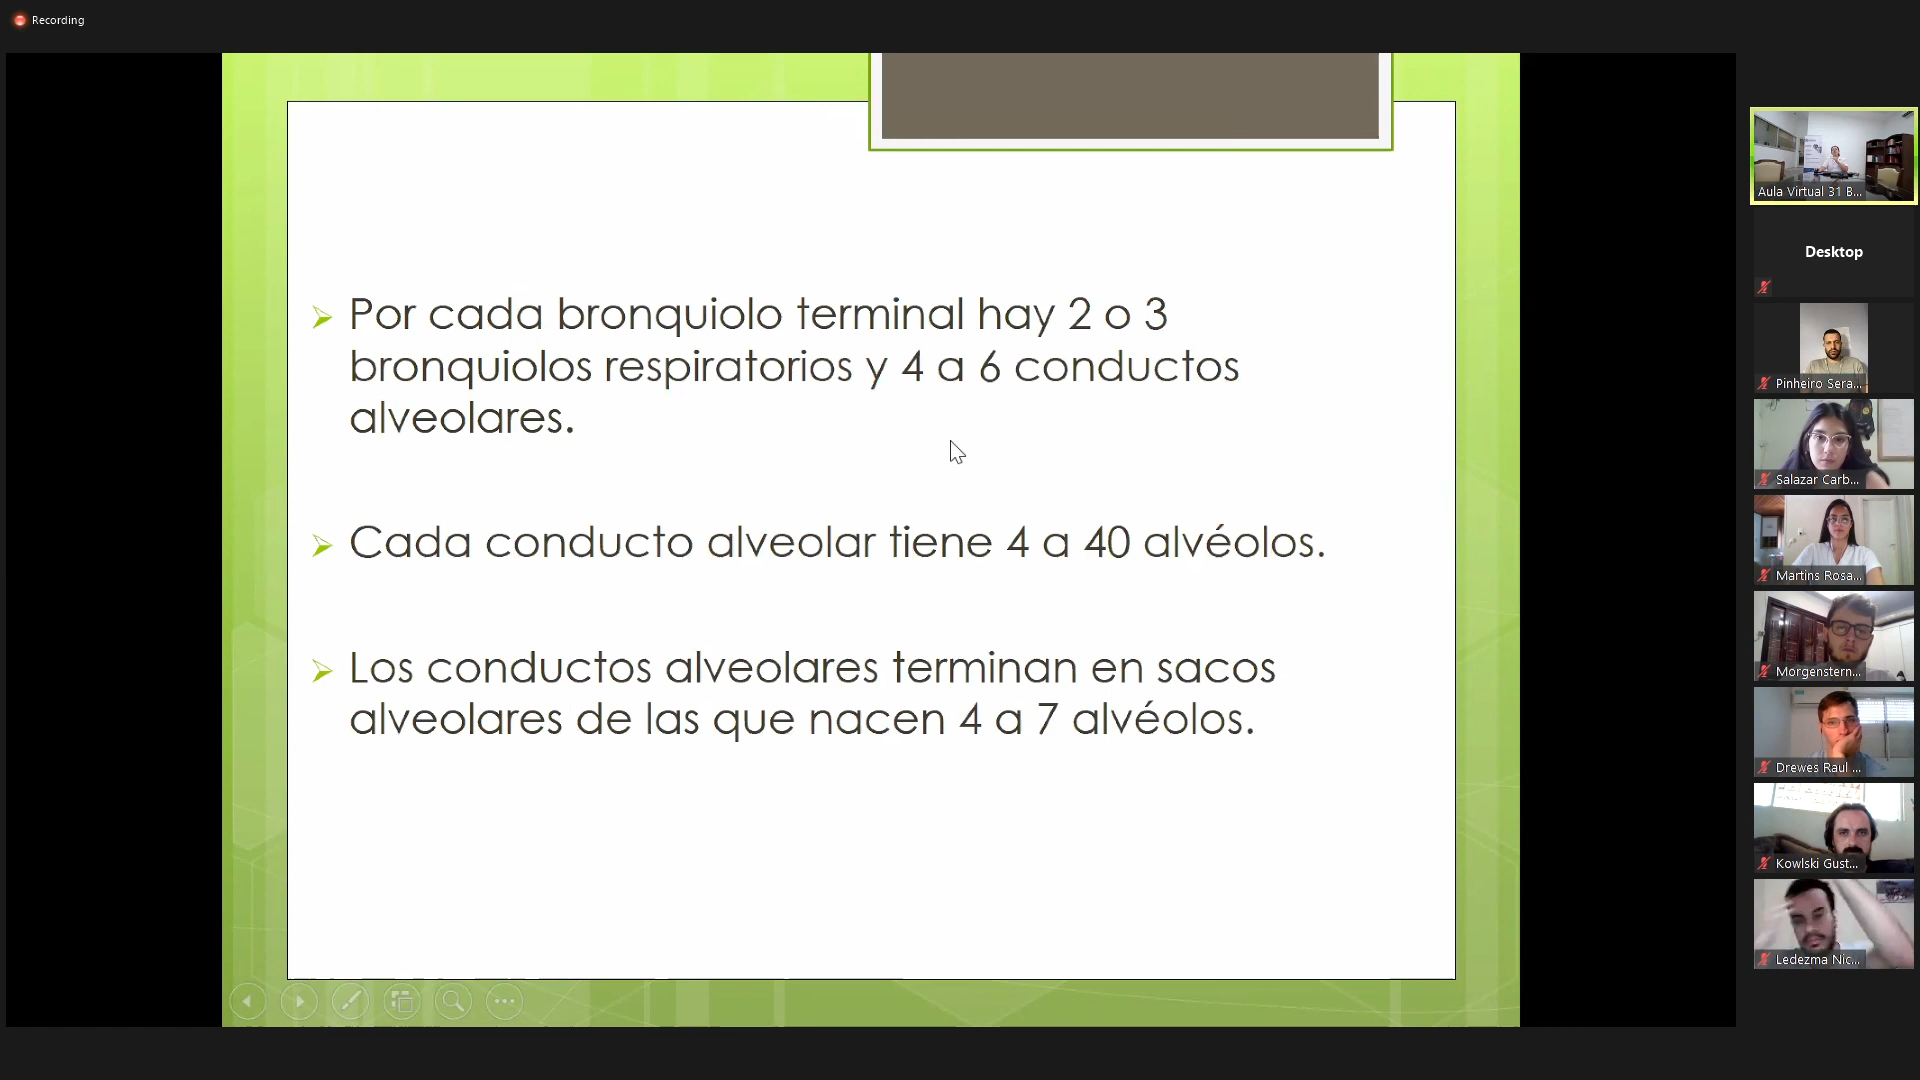 Recording
Por cada bronquiolo terminal hay 2 o 3
bronquiolos respiratorios y 4 a 6 conductos
alveolares.
Cada conducto alveolar tiene 4 a 40 alvéolos.
Los conductos alveolares terminan en sacos
alveolares de las que nacen 4 a 7 alvéolos.
Aula Virtual 31 B...
Desktop
Pinheiro Sera...
Salazar Carb...
Martins Rosa...
Morgenstern...
Drewes Raul ...
Kowlski Gust...
Ledezma Nic...